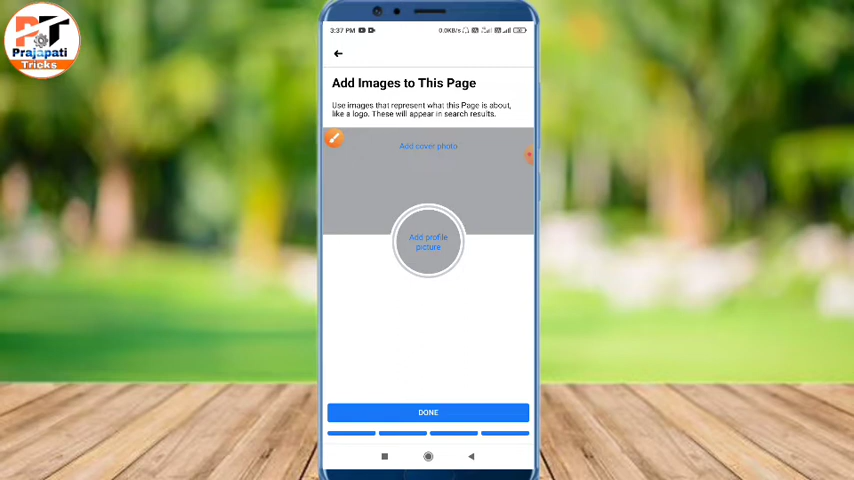 PT
Prajapati
Tricks
3:37 PM
0.0KB/s
Add Images to This Page
Use images that represent what this Page is about,
like a logo. These will appear in search results.
Add cover photo
Add profile
picture
DONE